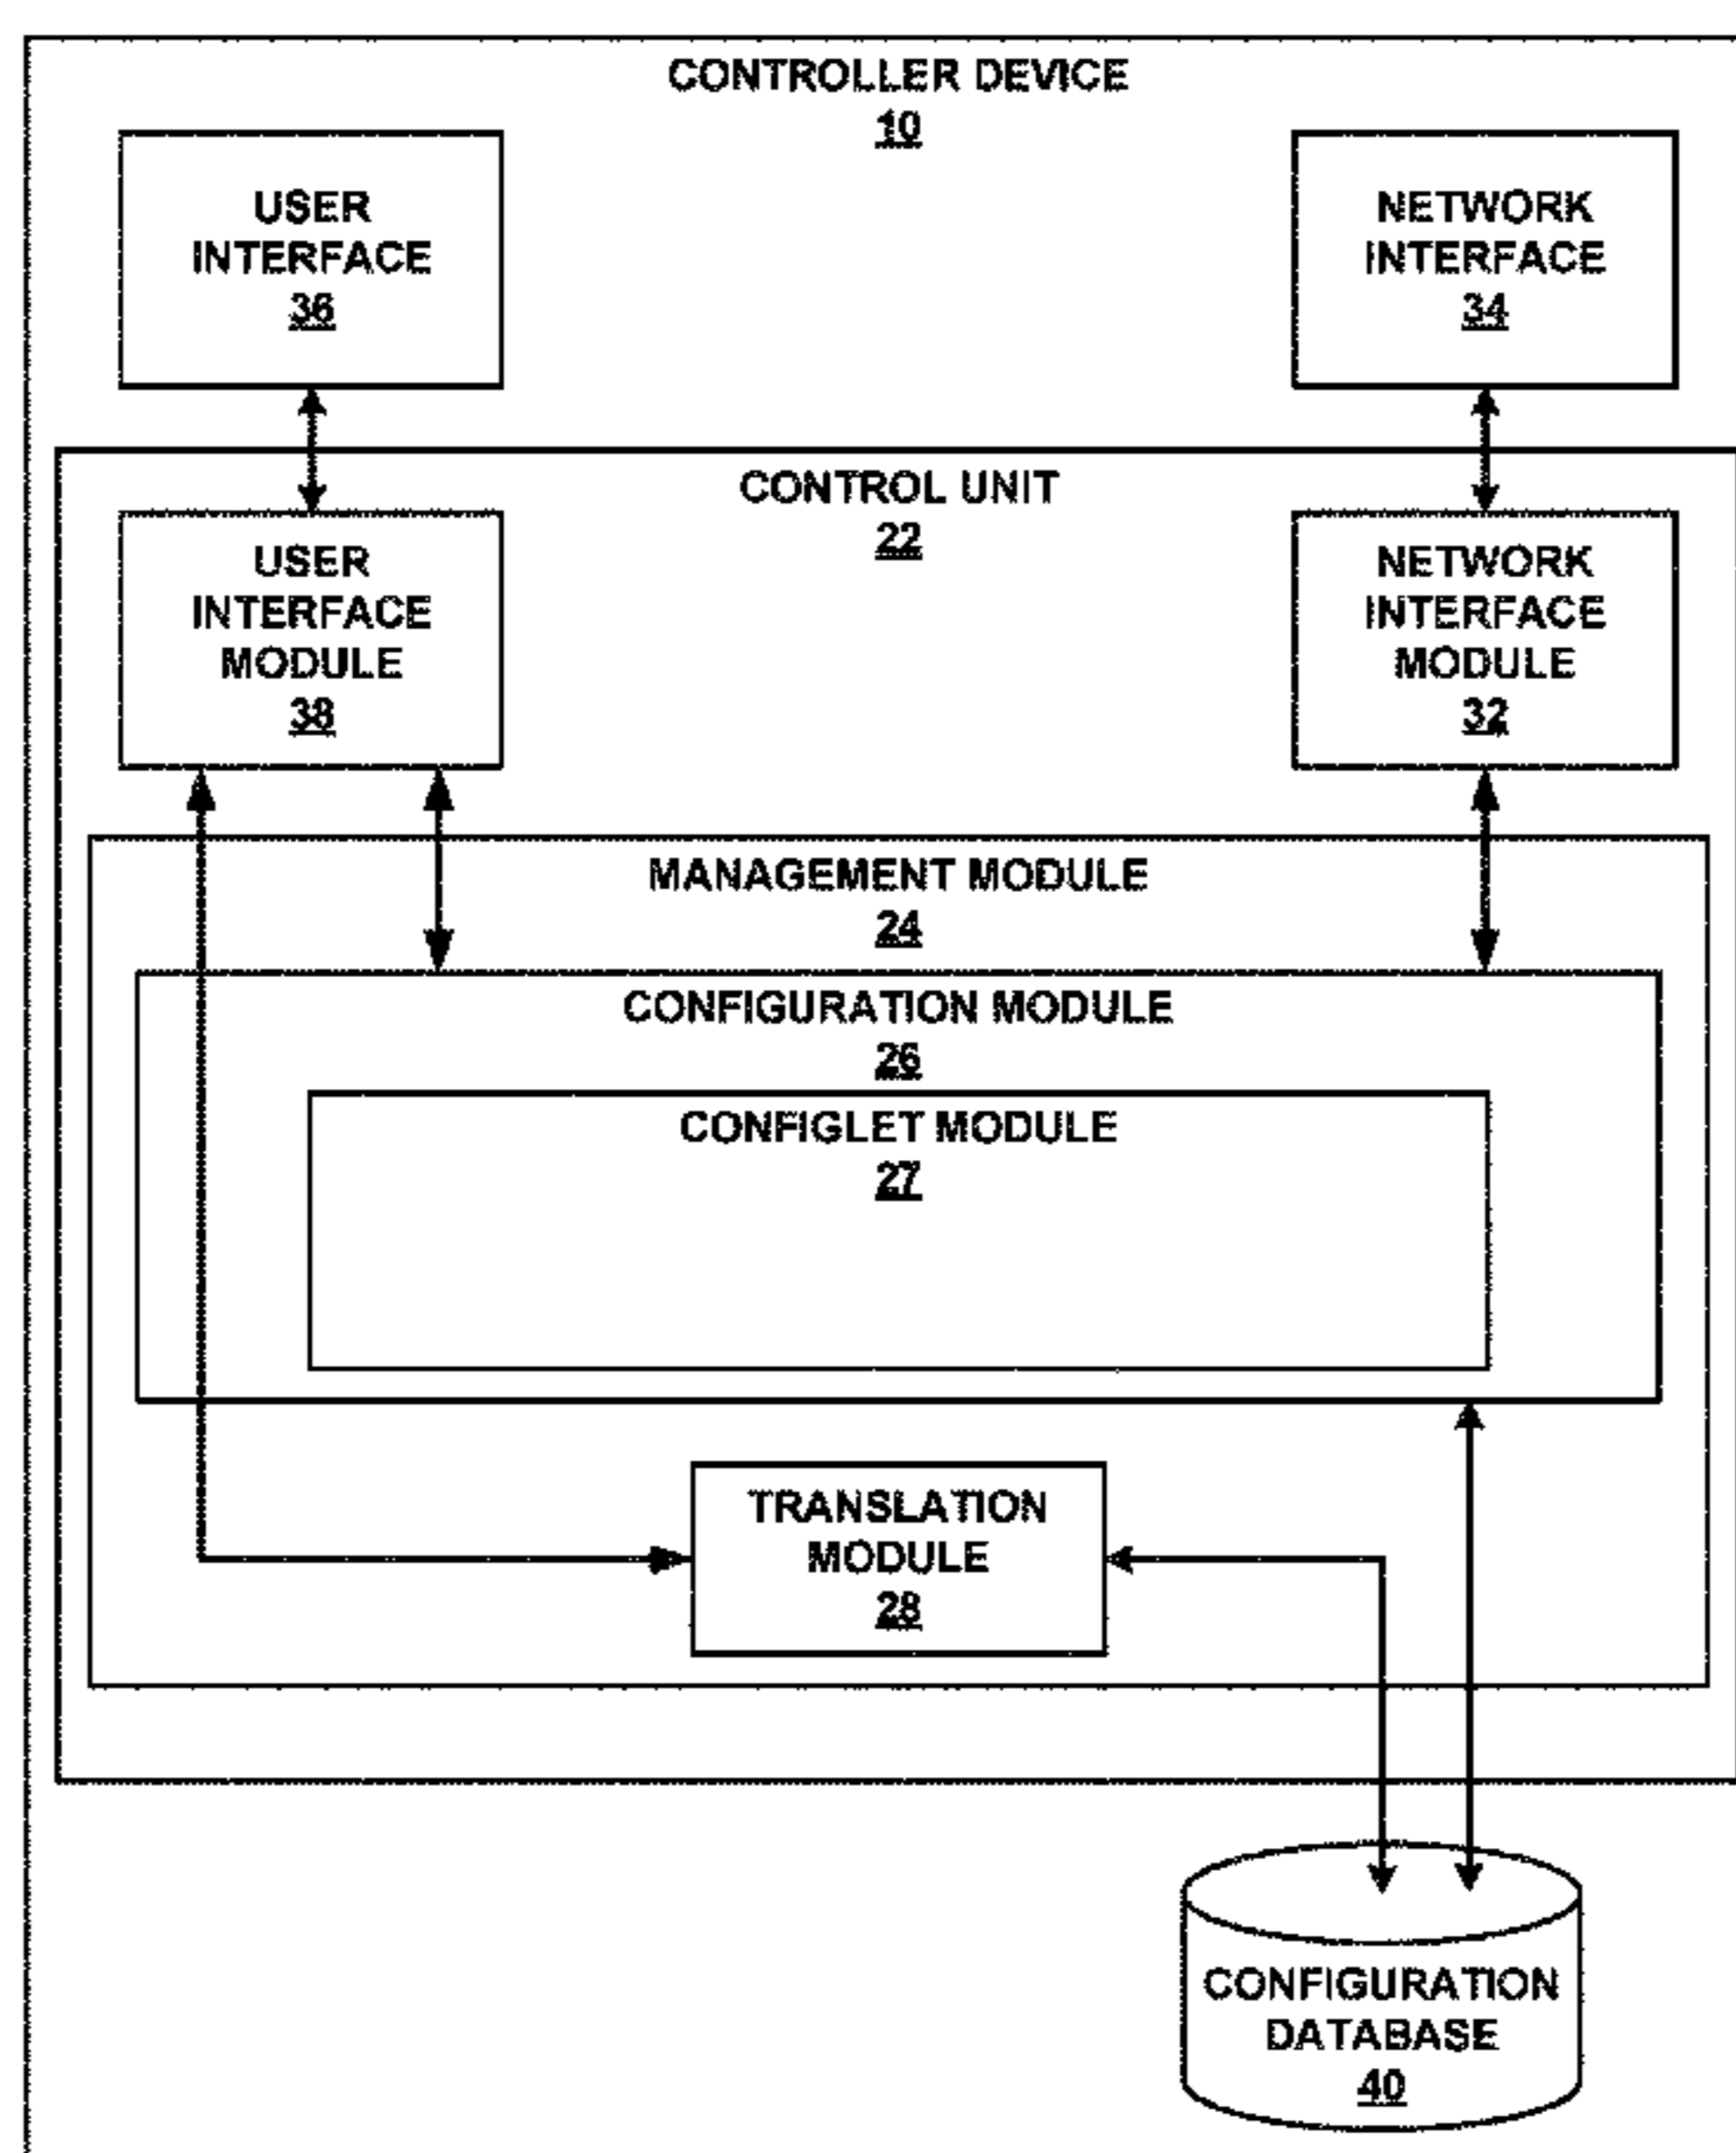 CONTROLLER DEVICE
10
USER
INTERFACE
36
NETWORK
INTERFACE
34
CONTROL UNIT
22
USER
INTERFACE
MODULE
38
NETWORK
INTERFACE
MODULE
32
MANAGEMENT MODULE
24
CONFIGURATION MODULE
26
CONFIGLET MODULE
27
TRANSLATION
MODULE
28
CONFIGURATION
DATABASE
40